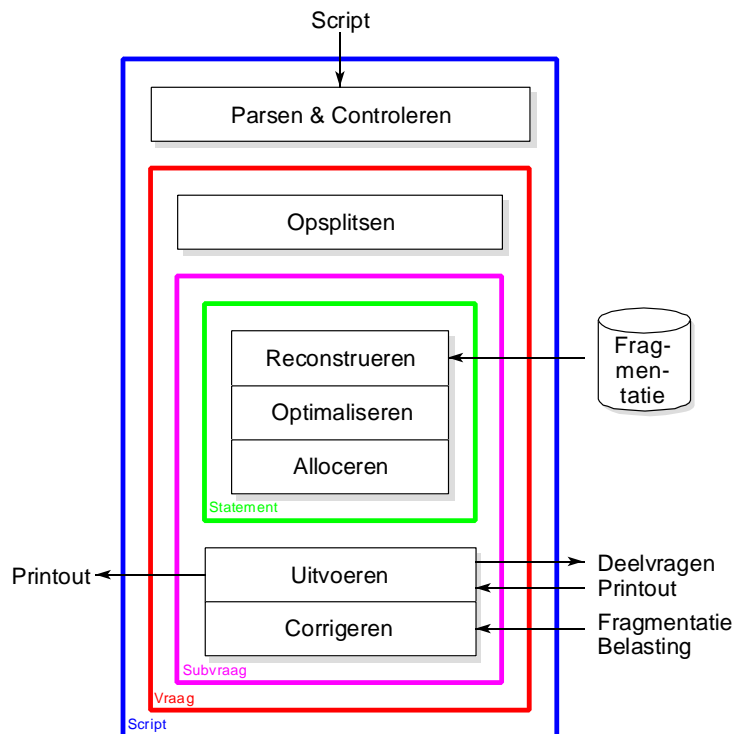 Script
Parsen & Controleren
Opsplitsen
Reconstrueren
Frag-
men-
tatie
Optimaliseren
Alloceren
Statement
Printout
Uitvoeren
Deelvragen
Printout
Corrigeren
Fragmentatie
Belasting
Subvraag
Vraag
Script